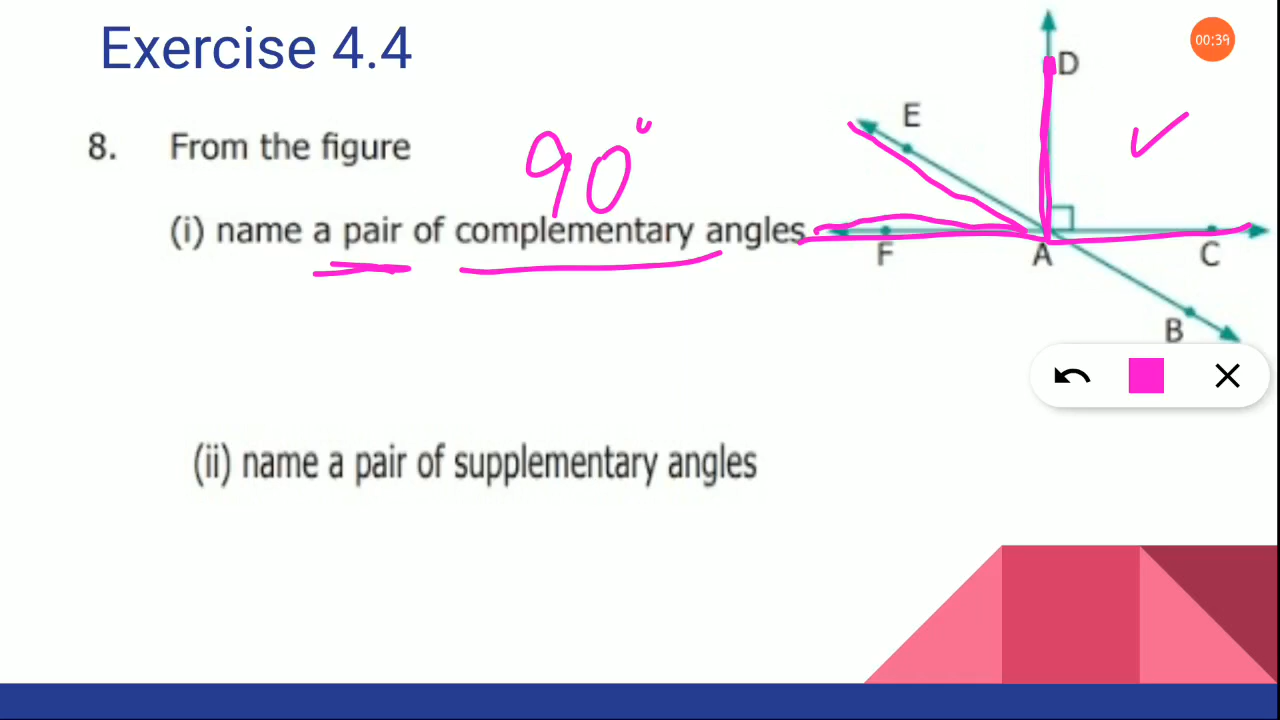 Exercise 4.4
00:39
D
E
8. From the figure
90°
(i) name a pair of complementary angles
F
A
C
B
(ii) name a pair of supplementary angles